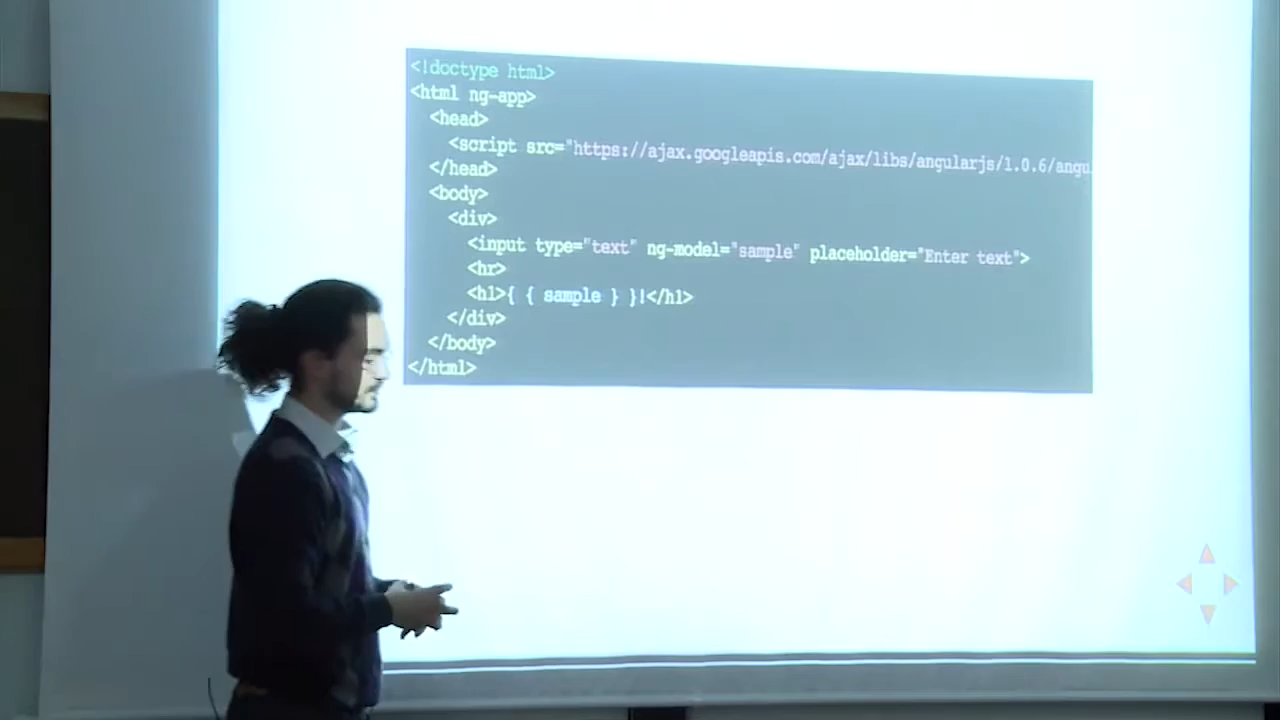 <!doctype html>
<html ng-app>
<head>
<script src="https://ajax.googleapis.com/ajax/libs/angularjs/1.0.6/angu
</head>
<body>
<div>
<input type="text" ng-model="sample" placeholder="Enter text">
<hr>
<h1>{ { sample } }!</h1>
</div>
</body>
</html>